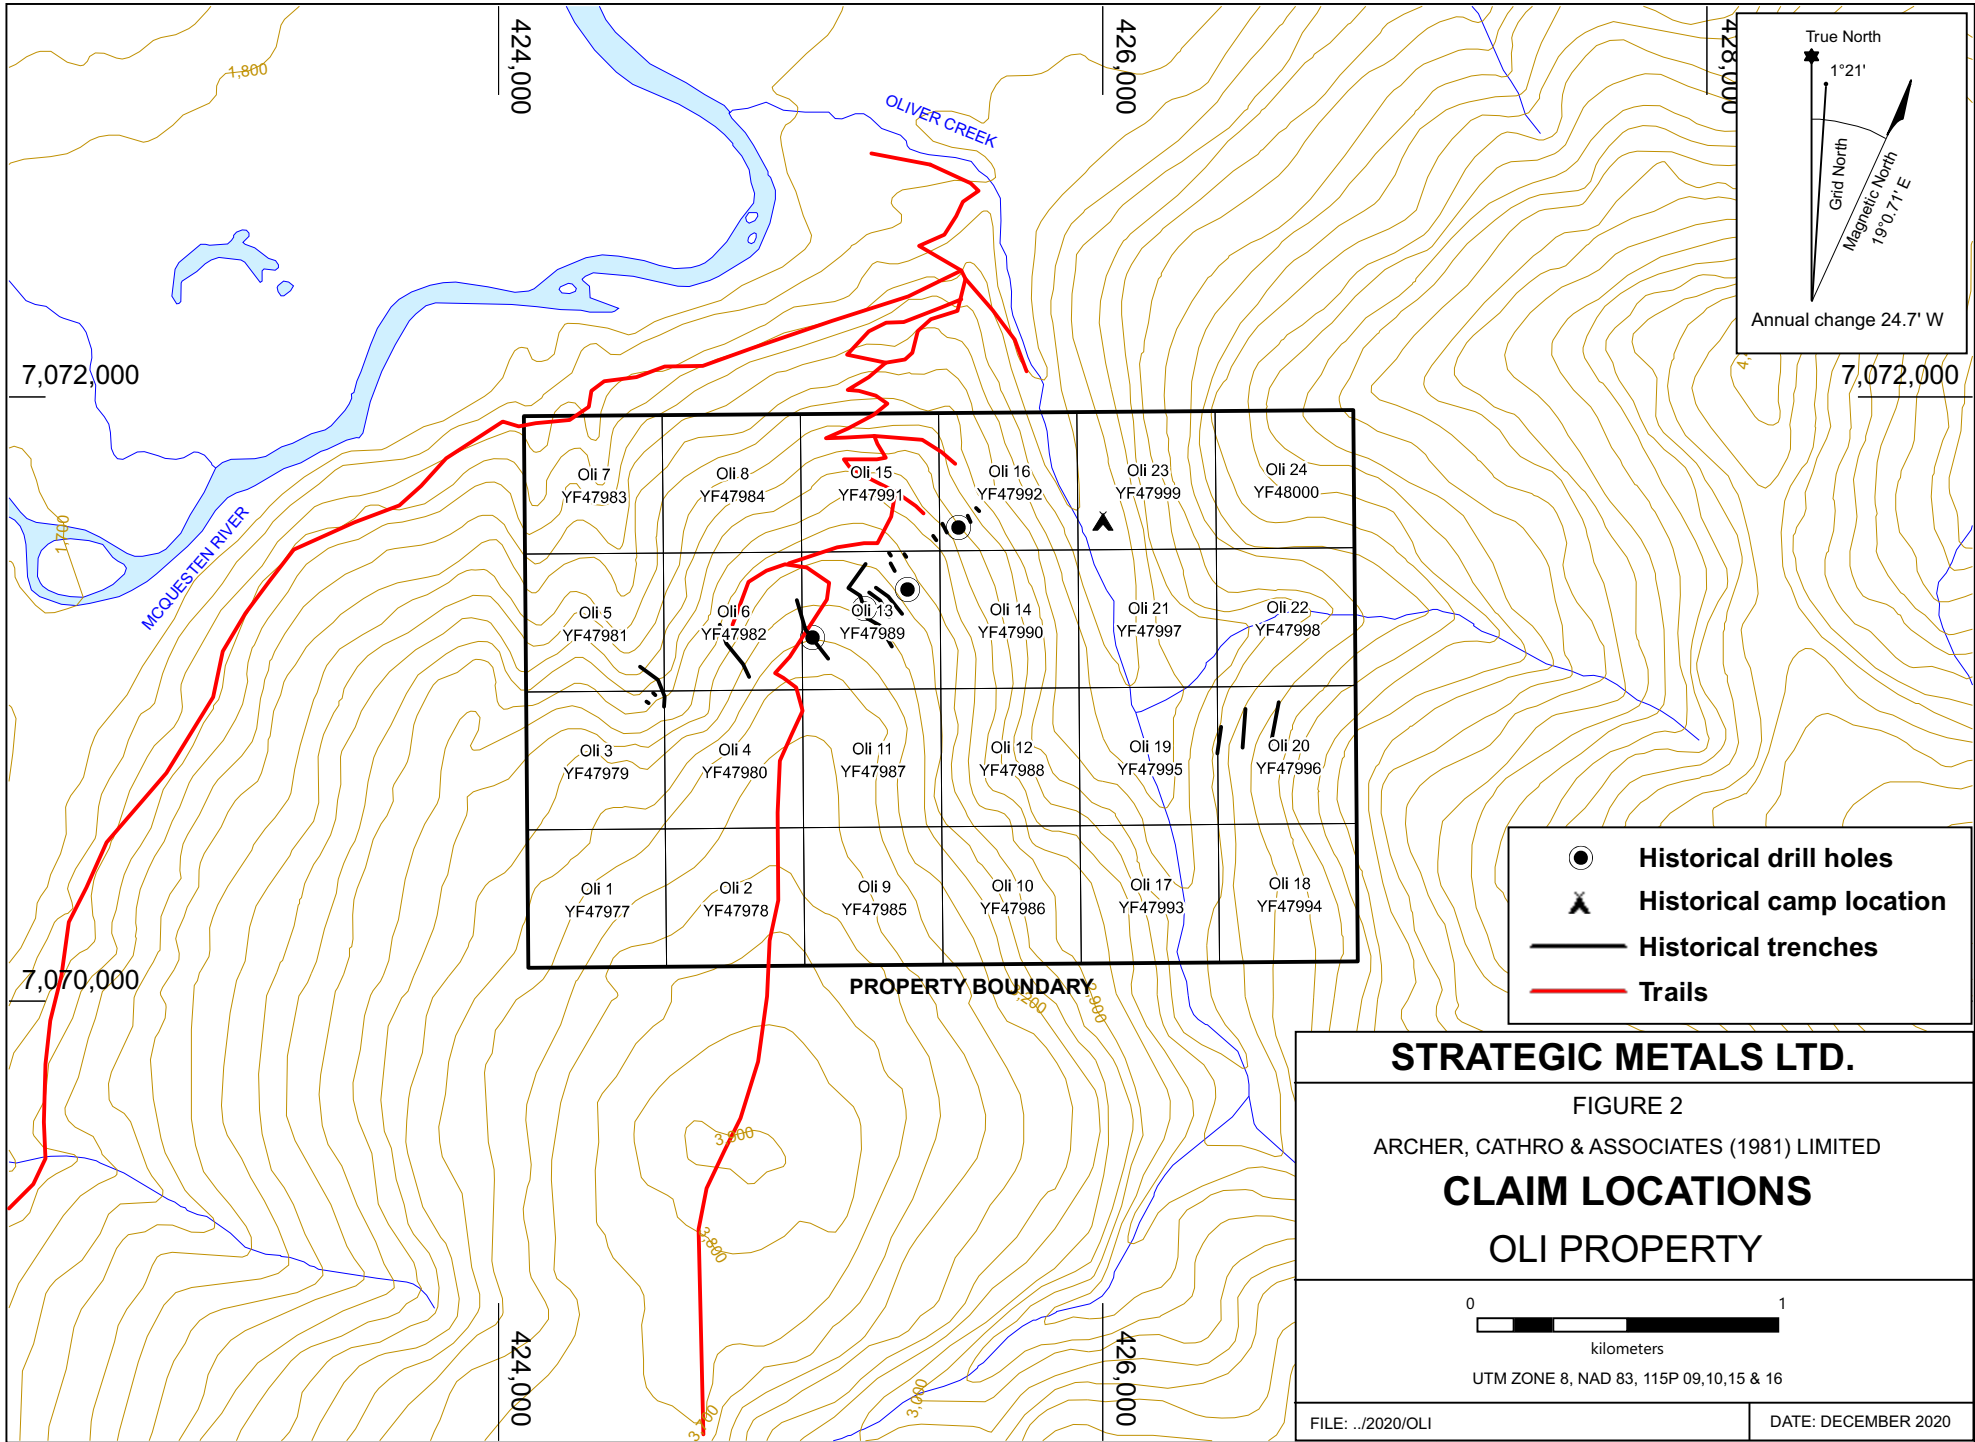 424,000
426,000
428,000
1,800
OLIVER CREEK
True North
1°21'
Grid North
Magnetic North
19°0.71' E
Annual change 24.7' W
7,072,000
7,072,000
1,700
MCQUESTEN RIVER
Oli 7
YF47983
Oli 8
YF47984
Oli 15
YF47991
Oli 16
YF47992
Oli 23
YF47999
Oli 24
YF48000
Oli 5
YF47981
Oli 6
YF47982
Oli 13
YF47989
Oli 14
YF47990
Oli 21
YF47997
Oli 22
YF47998
Oli 3
YF47979
Oli 4
YF47980
Oli 11
YF47987
Oli 12
YF47988
Oli 19
YF47995
Oli 20
YF47996
Oli 1
YF47977
Oli 2
YF47978
Oli 9
YF47985
Oli 10
YF47986
Oli 17
YF47993
Oli 18
YF47994
7,070,000
PROPERTY BOUNDARY
3,900
3,800
3,000
Historical drill holes
Historical camp location
Historical trenches
Trails
STRATEGIC METALS LTD.
FIGURE 2
ARCHER, CATHRO & ASSOCIATES (1981) LIMITED
CLAIM LOCATIONS
OLI PROPERTY
0 1
kilometers
UTM ZONE 8, NAD 83, 115P 09,10,15 & 16
FILE: ../2020/OLI
DATE: DECEMBER 2020
424,000
426,000